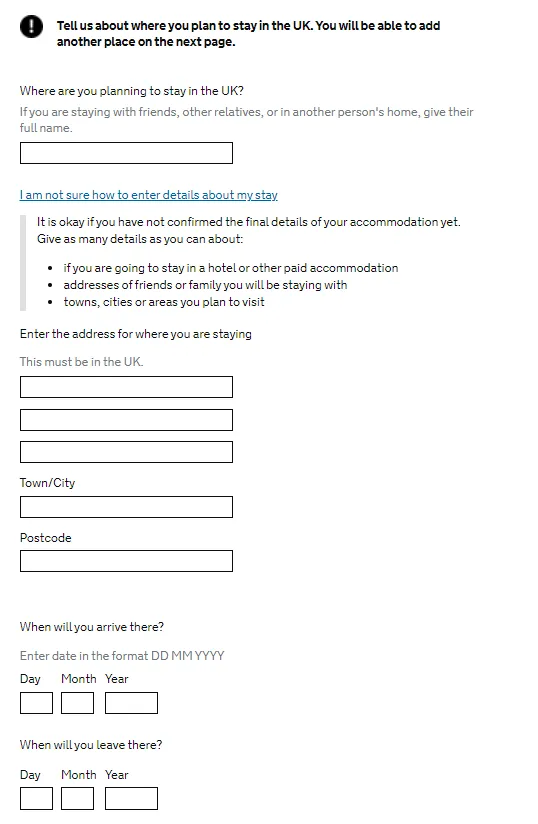 Tell us about where you plan to stay in the UK. You will be able to add
another place on the next page.
Where are you planning to stay in the UK?
If you are staying with friends, other relatives, or in another person's home, give their
full name.
I am not sure how to enter details about my stay
It is okay if you have not confirmed the final details of your accommodation yet.
Give as many details as you can about:
• if you are going to stay in a hotel or other paid accommodation
• addresses of friends or family you will be staying with
• towns, cities or areas you plan to visit
Enter the address for where you are staying
This must be in the UK.
Town/City
Postcode
When will you arrive there?
Enter date in the format DD MM YYYY
Day Month Year
When will you leave there?
Day Month Year